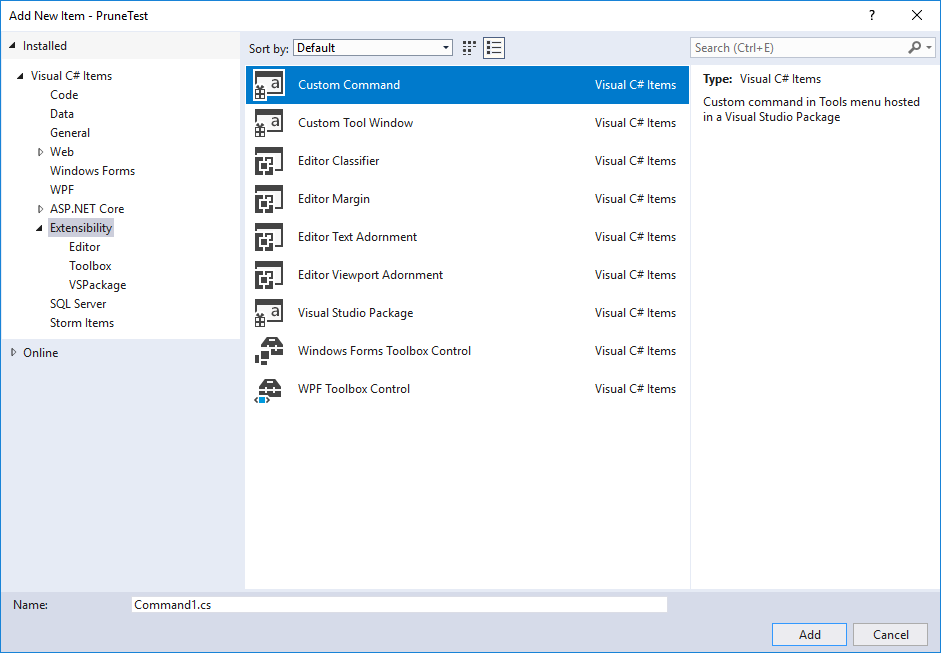 Add New Item - PruneTest
?
Installed
Visual C# Items
Code
Data
General
Web
Windows Forms
WPF
ASP.NET Core
Extensibility
Editor
Toolbox
VSPackage
SQL Server
Storm Items
Online
Sort by: Default
Custom Command Visual C# Items
Custom Tool Window Visual C# Items
Editor Classifier Visual C# Items
Editor Margin Visual C# Items
Editor Text Adornment Visual C# Items
Editor Viewport Adornment Visual C# Items
Visual Studio Package Visual C# Items
Windows Forms Toolbox Control Visual C# Items
WPF Toolbox Control Visual C# Items
Search (Ctrl+E)
Type: Visual C# Items
Custom command in Tools menu hosted
in a Visual Studio Package
Name: Command1.cs
Add Cancel